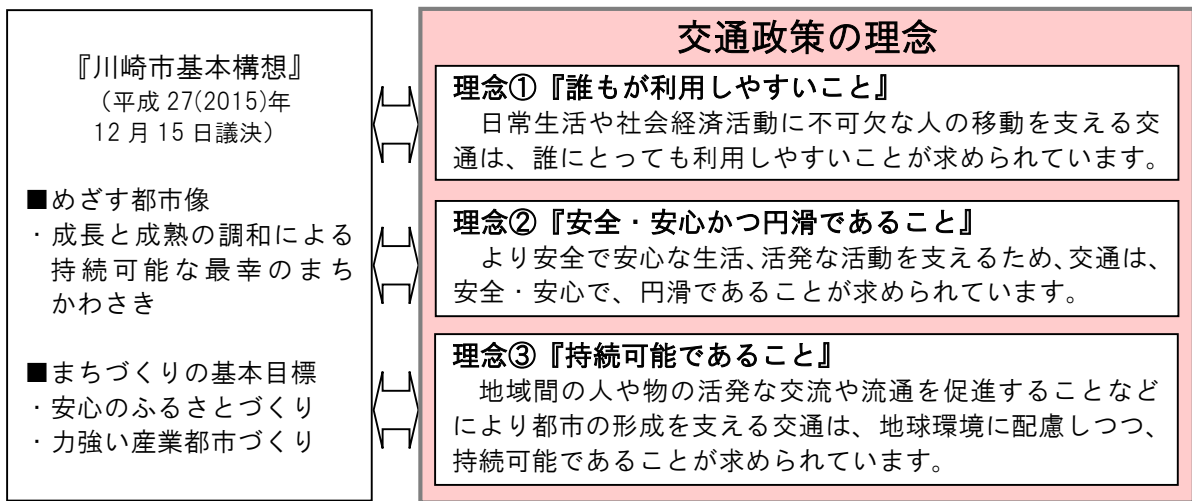 『川崎市基本構想』
(平成 27(2015)年
12 月 15 日議決)
■めざす都市像
・成長と成熟の調和による
持続可能な最幸のまち
かわさき
■まちづくりの基本目標
・安心のふるさとづくり
・力強い産業都市づくり
交通政策の理念
理念①『誰もが利用しやすいこと』
日常生活や社会経済活動に不可欠な人の移動を支える交
通は、誰にとっても利用しやすいことが求められています。
理念②『安全・安心かつ円滑であること』
より安全で安心な生活、活発な活動を支えるため、交通は、
安全・安心で、円滑であることが求められています。
理念③『持続可能であること』
地域間の人や物の活発な交流や流通を促進することなど
により都市の形成を支える交通は、地球環境に配慮しつつ、
持続可能であることが求められています。